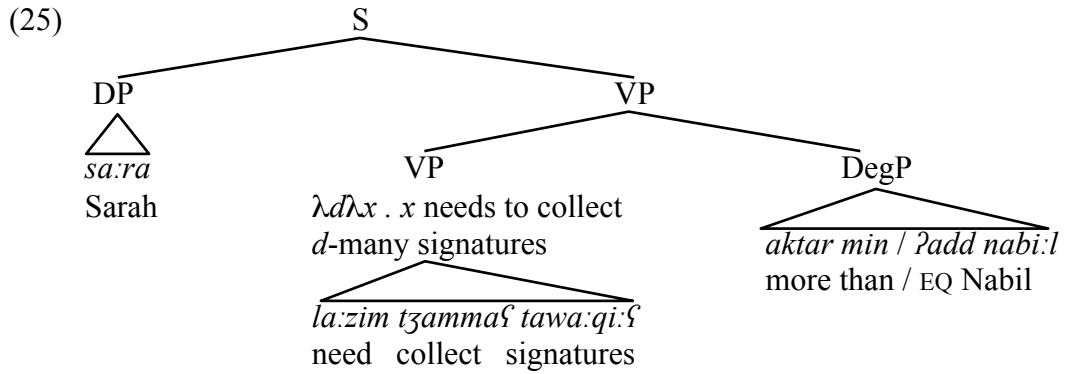 (25)
S
DP
VP
sa:ra
Sarah
VP
DegP
λdλx . x needs to collect
d-many signatures
aktar min / ʔadd nabi:l
more than / EQ Nabil
la:zim tʒammaʕ tawa:qi:ʕ
need collect signatures